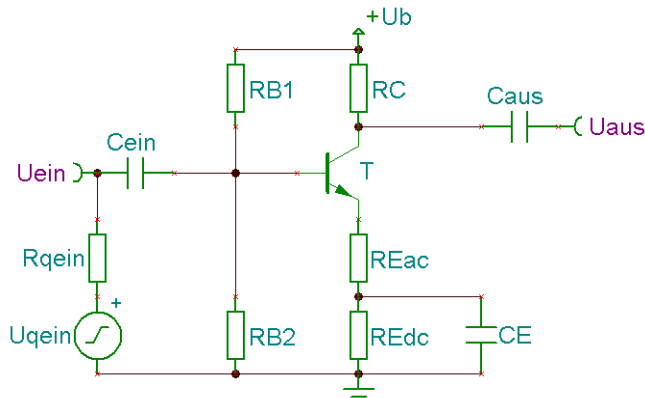 +Ub
RB1
RC
Caus
Cein
Uaus
Uein
T
Rqein
REac
+
Uqein
RB2
REdc
CE